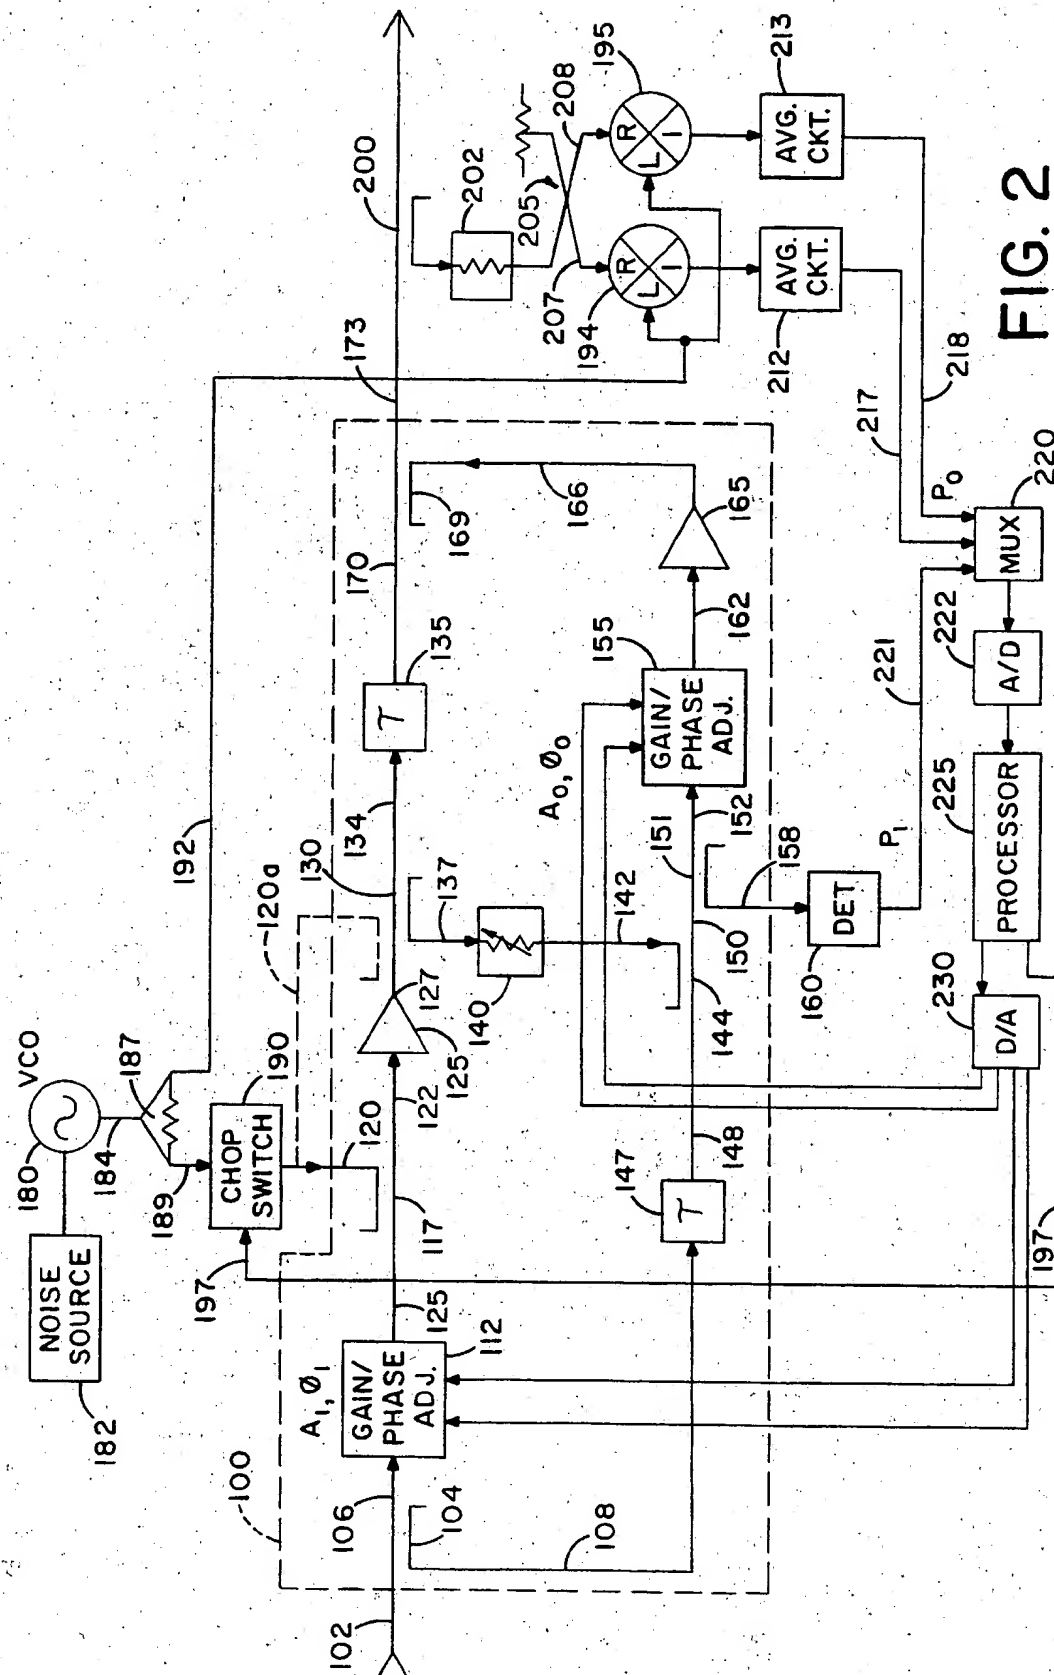 FIG. 2
NOISE
SOURCE
182
180
VCO
184
187
189
CHOP
SWITCH
190
192
197
120a
120
100
102
106
104
108
A1, Ø1
GAIN/
PHASE
ADJ.
112
125
117
122
125
127
130
134
τ
135
137
140
142
170
173
200
202
205
207
208
R
L
I
194
R
L
I
195
AVG.
CKT.
212
AVG.
CKT.
213
217
218
169
166
165
162
155
GAIN/
PHASE
ADJ.
A0, Ø0
152
151
150
144
148
147
τ
158
DET
160
P1
221
P0
MUX
220
A/D
222
PROCESSOR
225
D/A
230
197